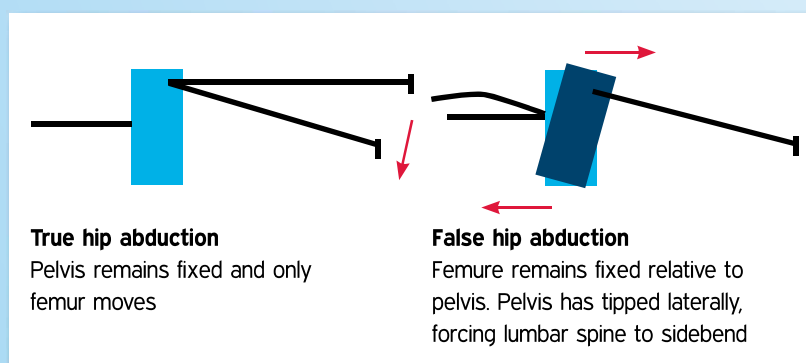 True hip abduction
Pelvis remains fixed and only
femur moves
False hip abduction
Femure remains fixed relative to
pelvis. Pelvis has tipped laterally,
forcing lumbar spine to sidebend